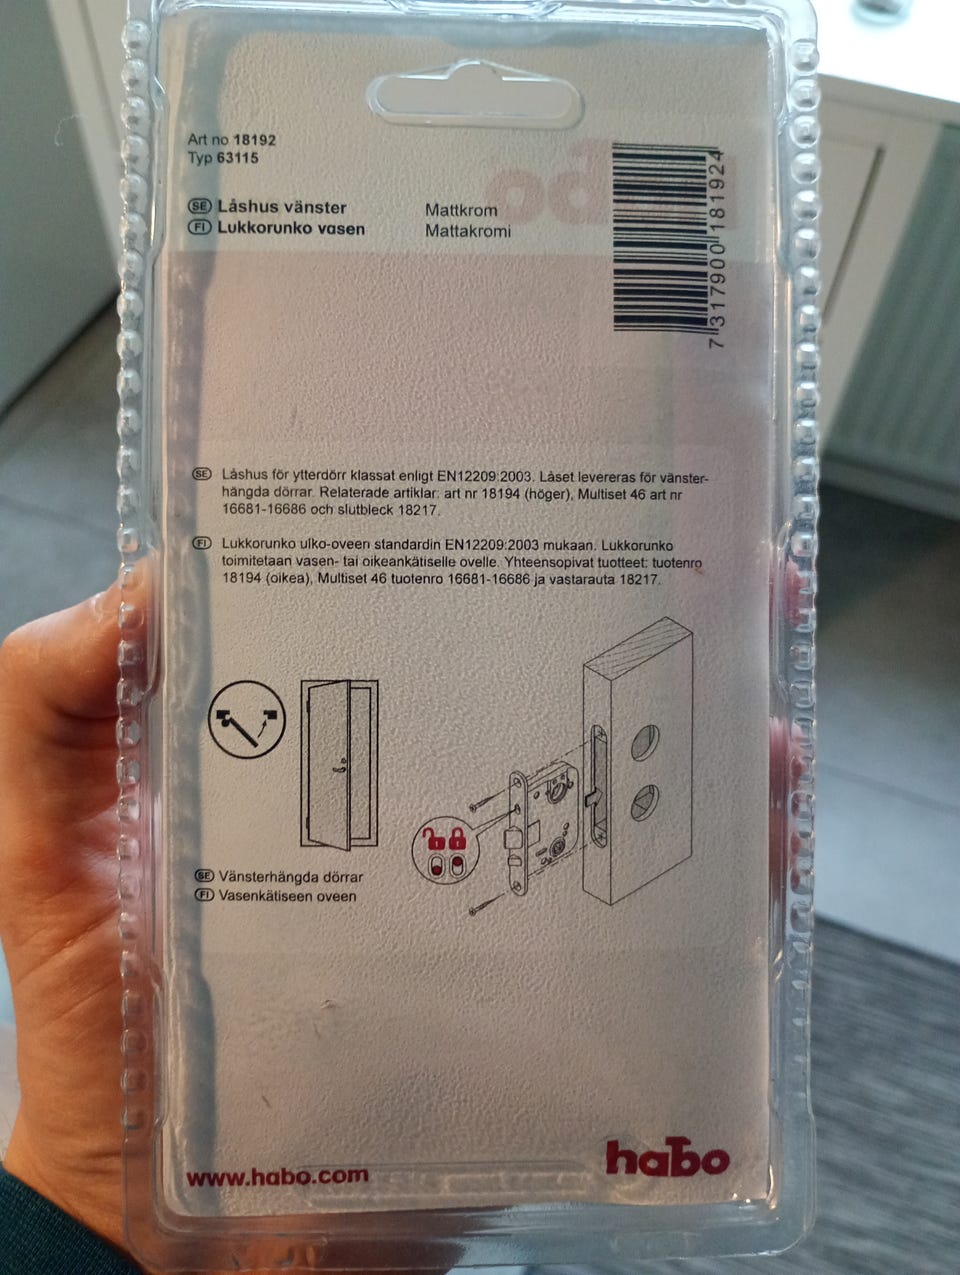 Art no 18192
Typ 63115
SE Låshus vänster Mattkrom
FI Lukkorunko vasen Mattakromi
7 317900 181924
SE Låshus för ytterdörr klassat enligt EN12209:2003. Låset levereras för vänster-
hängda dörrar. Relaterade artiklar: art nr 18194 (höger), Multiset 46 art nr
16681-16686 och slutbleck 18217.
FI Lukkorunko ulko-oveen standardin EN12209:2003 mukaan. Lukkorunko
toimitetaan vasen- tai oikeankätiselle ovelle. Yhteensopivat tuotteet: tuotenro
18194 (oikea), Multiset 46 tuotenro 16681-16686 ja vastarauta 18217.
SE Vänsterhängda dörrar
FI Vasenkätiseen oveen
www.habo.com
habo